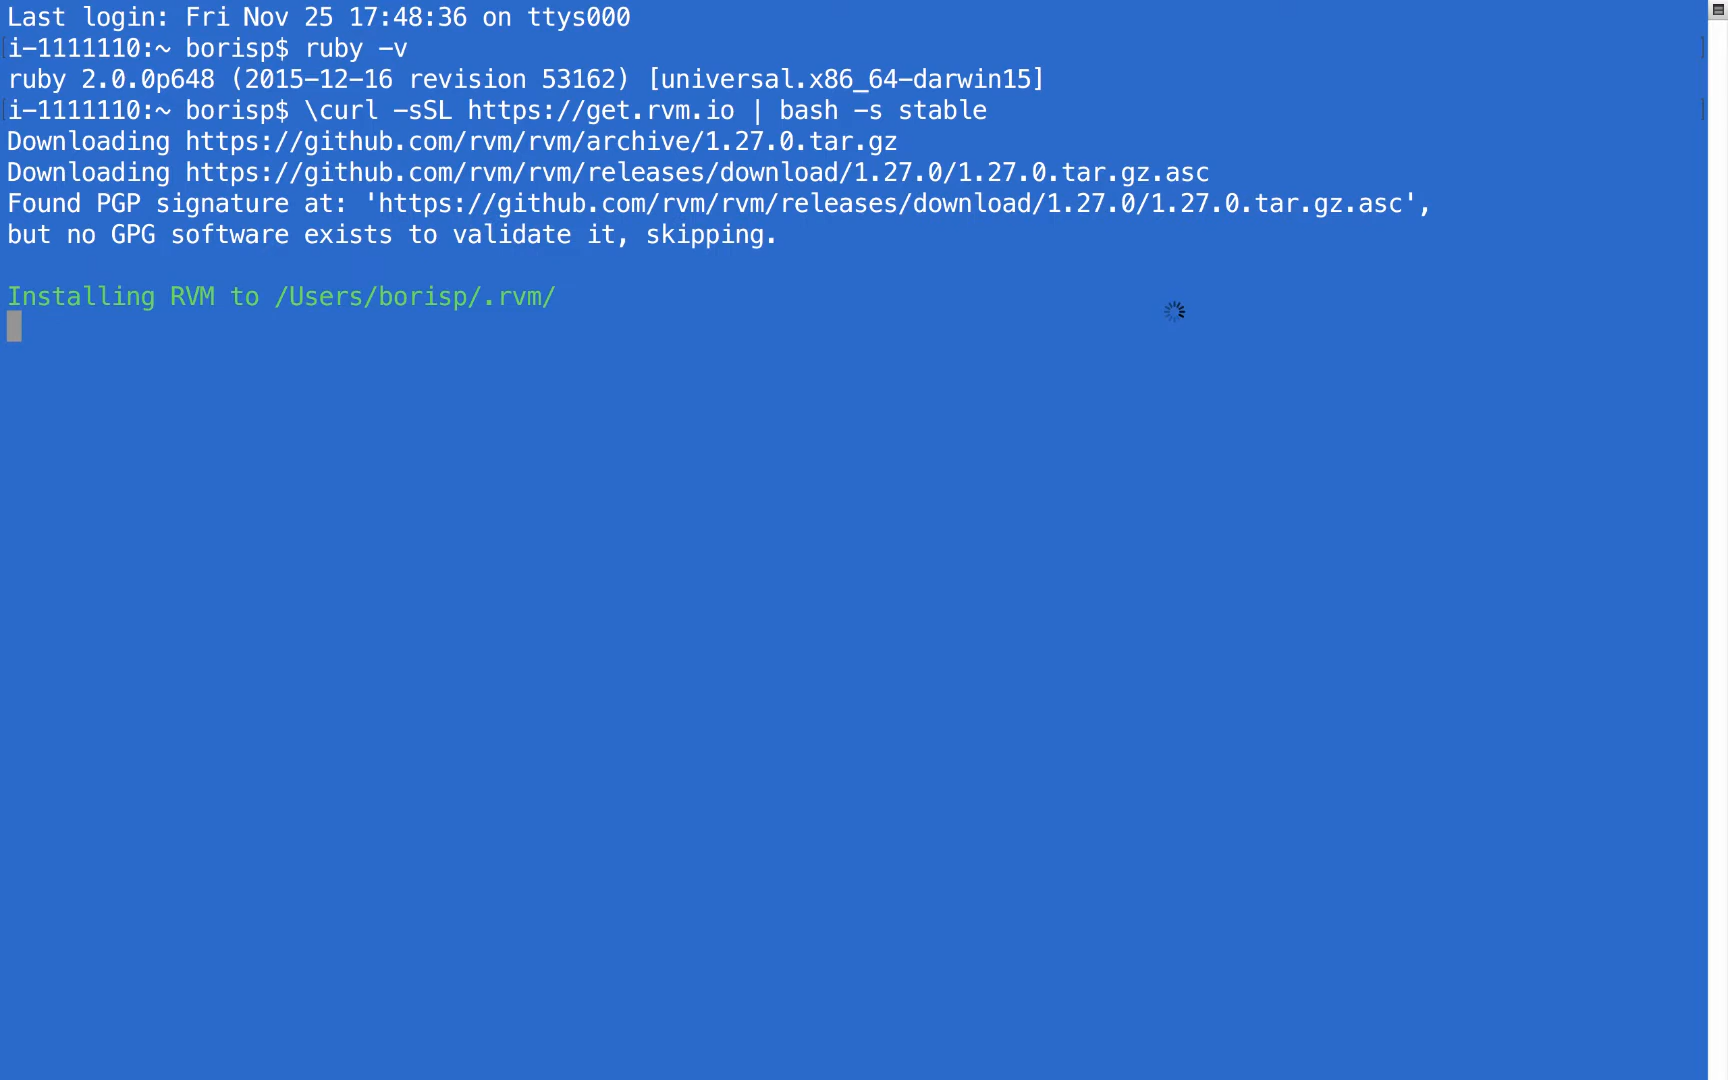 Last login: Fri Nov 25 17:48:36 on ttys000
[i-1111110:~ borisp$ ruby -v ]
ruby 2.0.0p648 (2015-12-16 revision 53162) [universal.x86_64-darwin15]
[i-1111110:~ borisp$ \curl -sSL https://get.rvm.io | bash -s stable ]
Downloading https://github.com/rvm/rvm/archive/1.27.0.tar.gz
Downloading https://github.com/rvm/rvm/releases/download/1.27.0/1.27.0.tar.gz.asc
Found PGP signature at: 'https://github.com/rvm/rvm/releases/download/1.27.0/1.27.0.tar.gz.asc',
but no GPG software exists to validate it, skipping.
Installing RVM to /Users/borisp/.rvm/